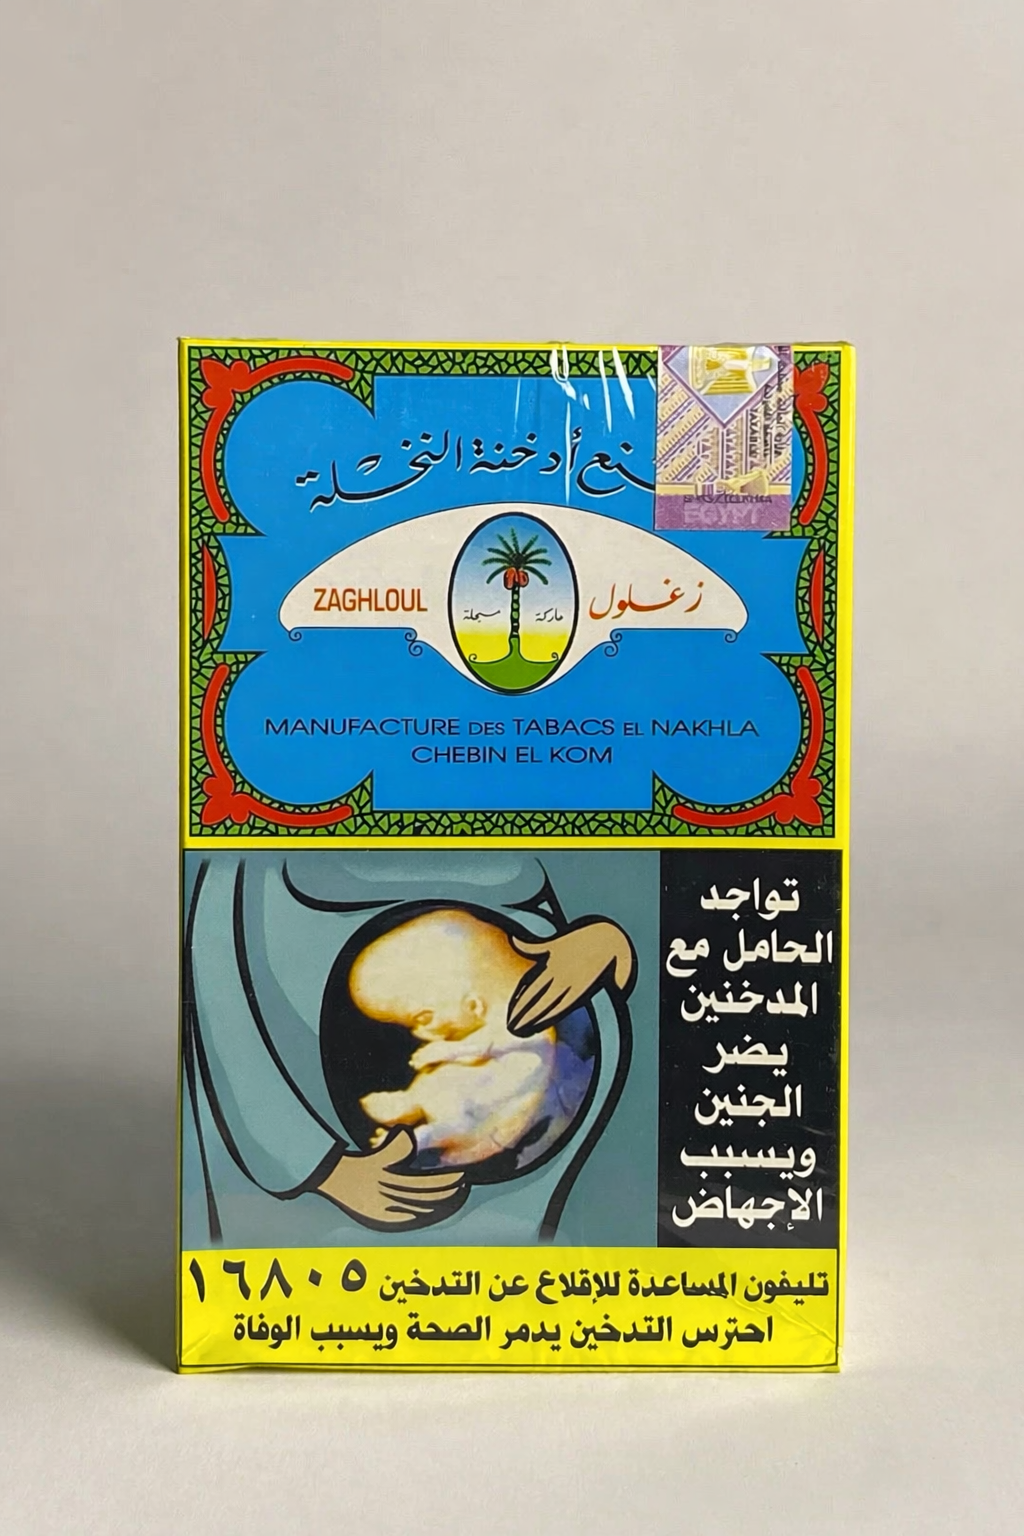 أدخنة النخلة
ZAGHLOUL
زغلول
ماركة مسجلة
MANUFACTURE DES TABACS EL NAKHLA
CHEBIN EL KOM
EGYPT
تواجد
الحامل مع
المدخنين
يضر
الجنين
ويسبب
الإجهاض
تليفون المساعدة للإقلاع عن التدخين ١٦٨٠٥
احترس التدخين يدمر الصحة ويسبب الوفاة